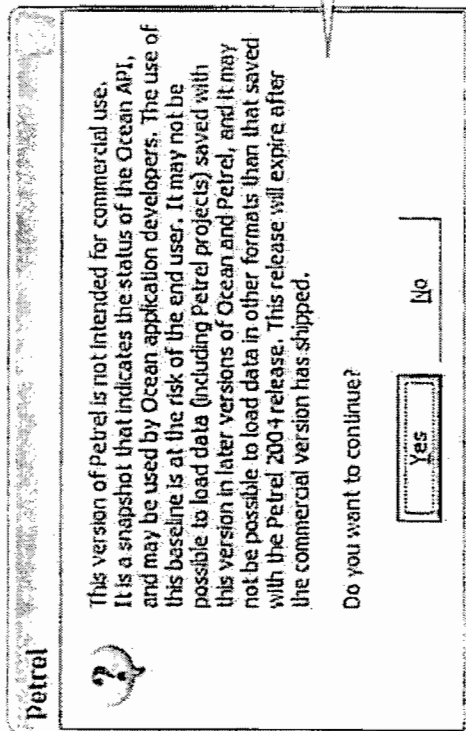 Petrel
This version of Petrel is not intended for commercial use.
It is a snapshot that indicates the status of the Ocean API,
and may be used by Ocean application developers. The use of
this baseline is at the risk of the end user. It may not be
possible to load data (including Petrel projects) saved with
this version in later versions of Ocean and Petrel, and it may
not be possible to load data in other formats than that saved
with the Petrel 2004 release. This release will expire after
the commercial version has shipped.
Do you want to continue?
Yes
No